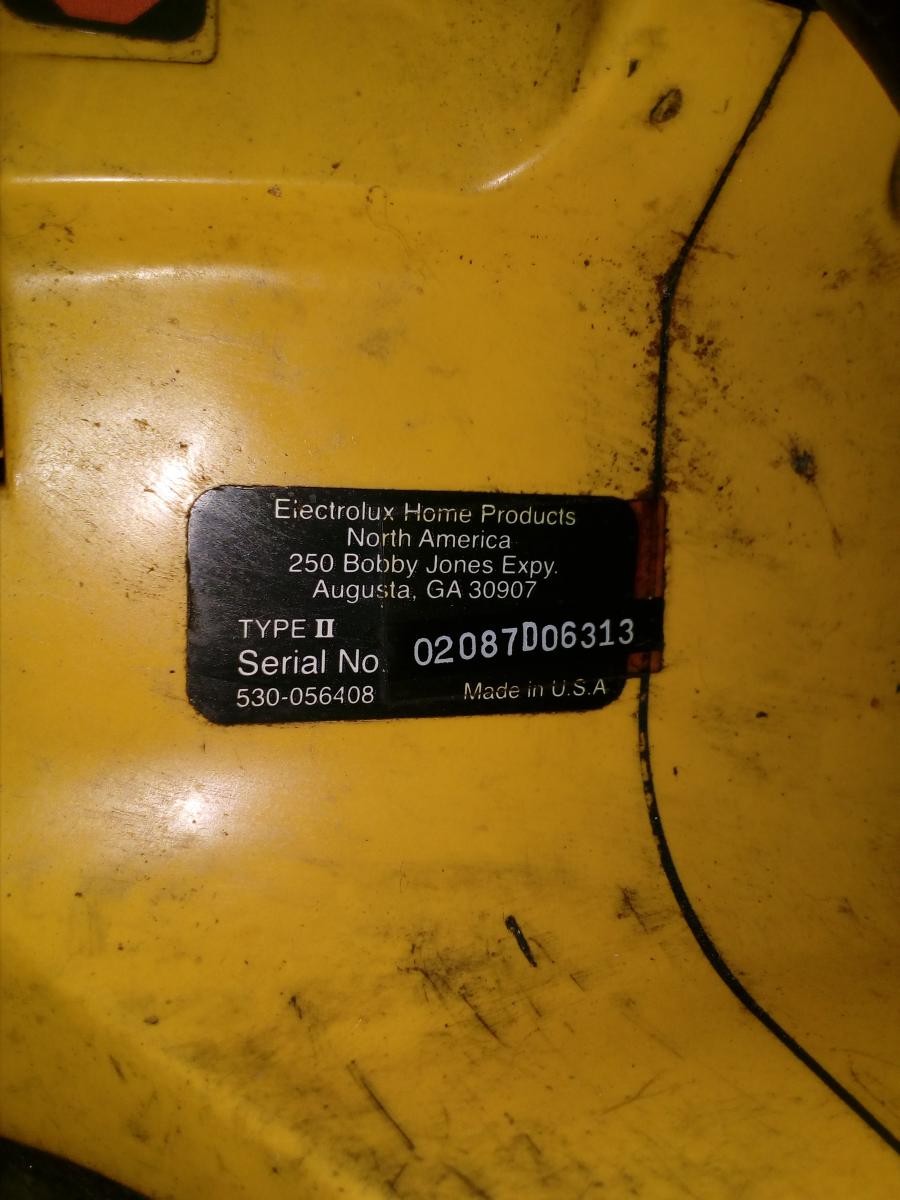 Electrolux Home Products
North America
250 Bobby Jones Expy.
Augusta, GA 30907
TYPE II
Serial No. 02087D06313
530-056408 Made in U.S.A